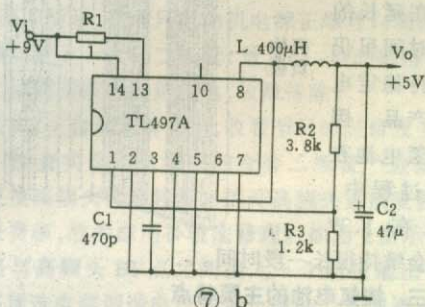 Vi
+9V
R1
1
L 400μH
Vo
+5V
14 13 10 8
TL497A
1 2 3 4 5 6 7
R2
3.8k
C1
470p
R3
1.2k
C2
+
47μ
⑦ b